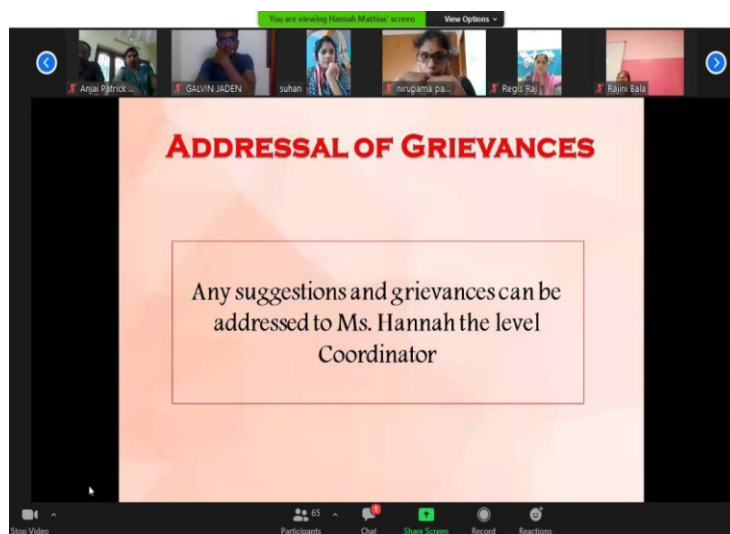 You are viewing Hannah Mathias' screen View Options
Anjai Patrick ... GALVIN JADEN suhan nirupama pa... Regis Raj Rajini Bala
ADDRESSAL OF GRIEVANCES
Any suggestions and grievances can be
addressed to Ms. Hannah the level
Coordinator
65 1
Stop Video Participants Chat Share Screen Record Reactions